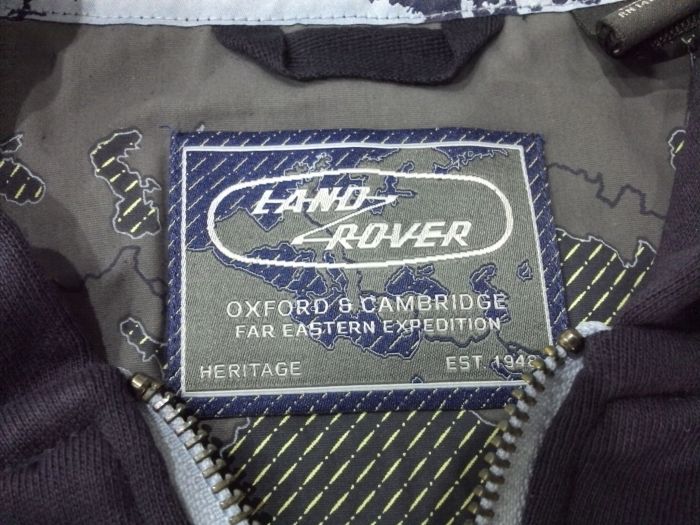 LAND
ROVER
OXFORD & CAMBRIDGE
FAR EASTERN EXPEDITION
HERITAGE EST. 1948